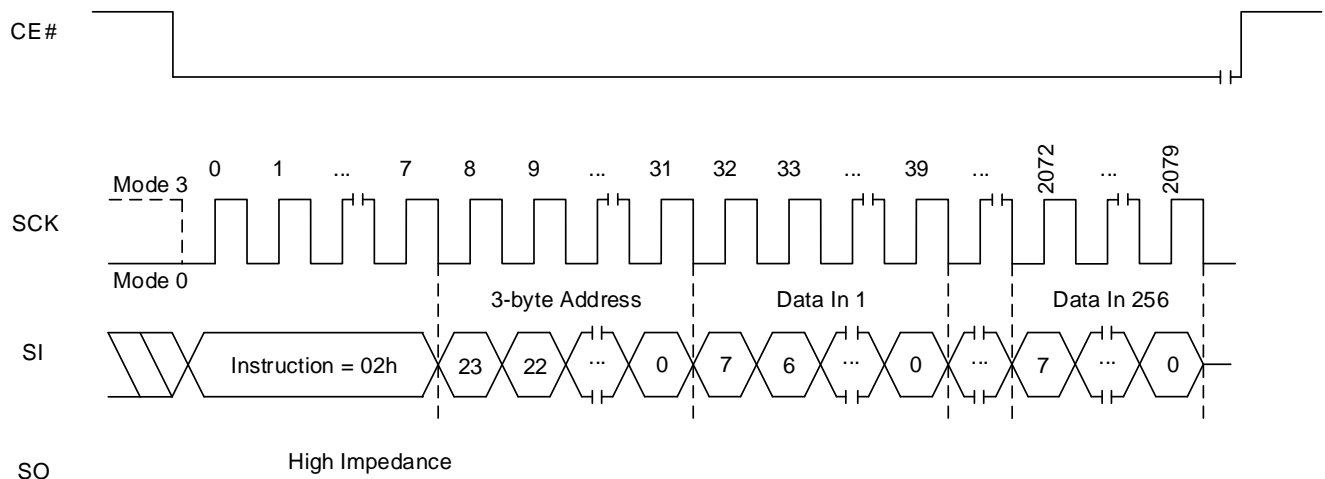 CE#
0 1 ... 7 8 9 ... 31 32 33 ... 39 ... 2072 ... 2079
Mode 3
SCK
Mode 0
3-byte Address Data In 1 Data In 256
SI Instruction = 02h 23 22 ... 0 7 6 ... 0 ... 7 ... 0
High Impedance
SO